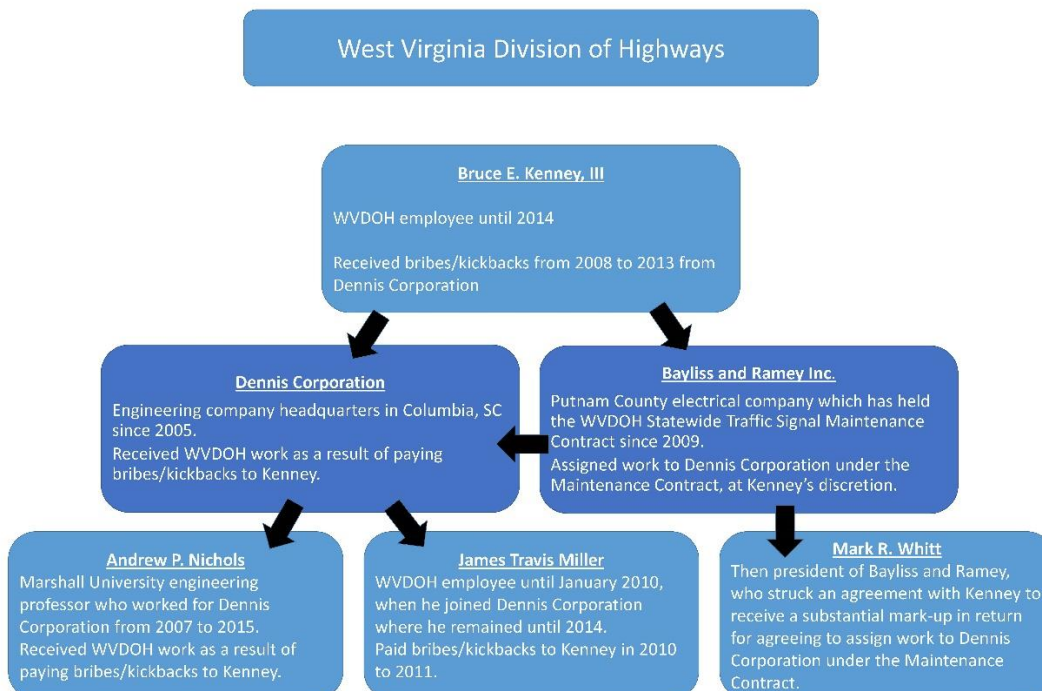 West Virginia Division of Highways
Bruce E. Kenney, III
WVDOH employee until 2014
Received bribes/kickbacks from 2008 to 2013 from
Dennis Corporation
Dennis Corporation
Engineering company headquarters in Columbia, SC
since 2005.
Received WVDOH work as a result of paying
bribes/kickbacks to Kenney.
Bayliss and Ramey Inc.
Putnam County electrical company which has held
the WVDOH Statewide Traffic Signal Maintenance
Contract since 2009.
Assigned work to Dennis Corporation under the
Maintenance Contract, at Kenney's discretion.
Andrew P. Nichols
Marshall University engineering
professor who worked for Dennis
Corporation from 2007 to 2015.
Received WVDOH work as a result of
paying bribes/kickbacks to Kenney.
James Travis Miller
WVDOH employee until January 2010,
when he joined Dennis Corporation
where he remained until 2014.
Paid bribes/kickbacks to Kenney in 2010
to 2011.
Mark R. Whitt
Then president of Bayliss and Ramey,
who struck an agreement with Kenney to
receive a substantial mark-up in return
for agreeing to assign work to Dennis
Corporation under the Maintenance
Contract.